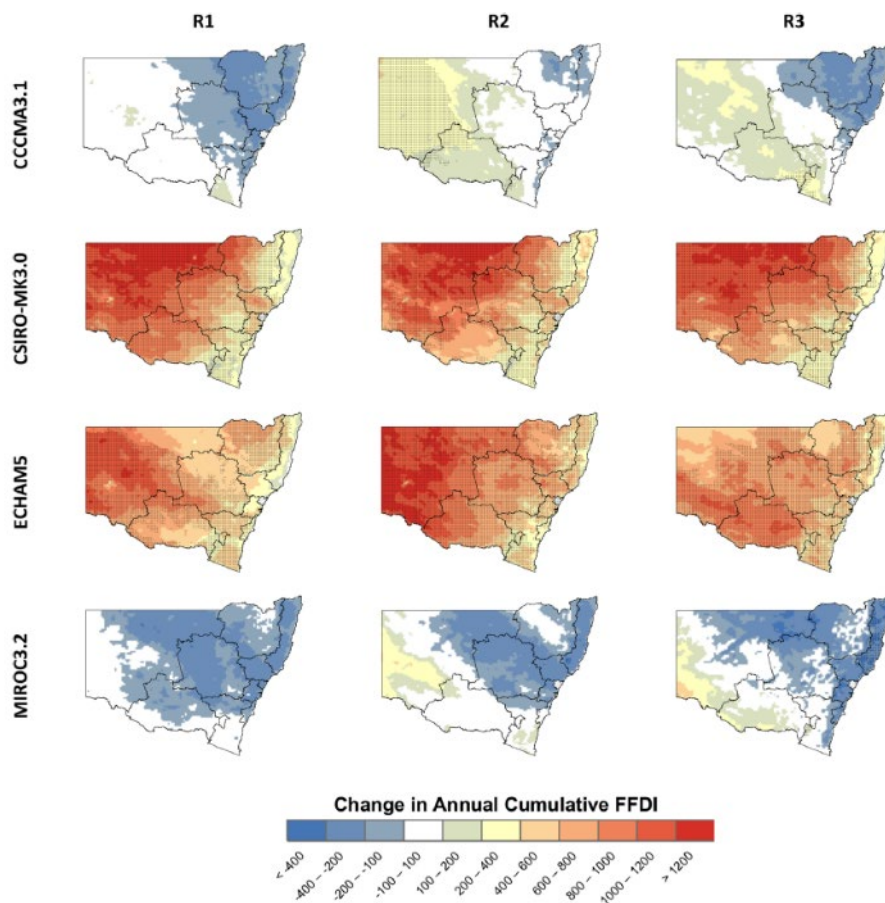 R1 R2 R3
CCCMA3.1
CSIRO-MK3.0
ECHAM5
MIROC3.2
Change in Annual Cumulative FFDI
< -400 -400 – -200 -200 – -100 -100 – 100 100 – 200 200 – 400 400 – 600 600 – 800 800 – 1000 1000 – 1200 > 1200